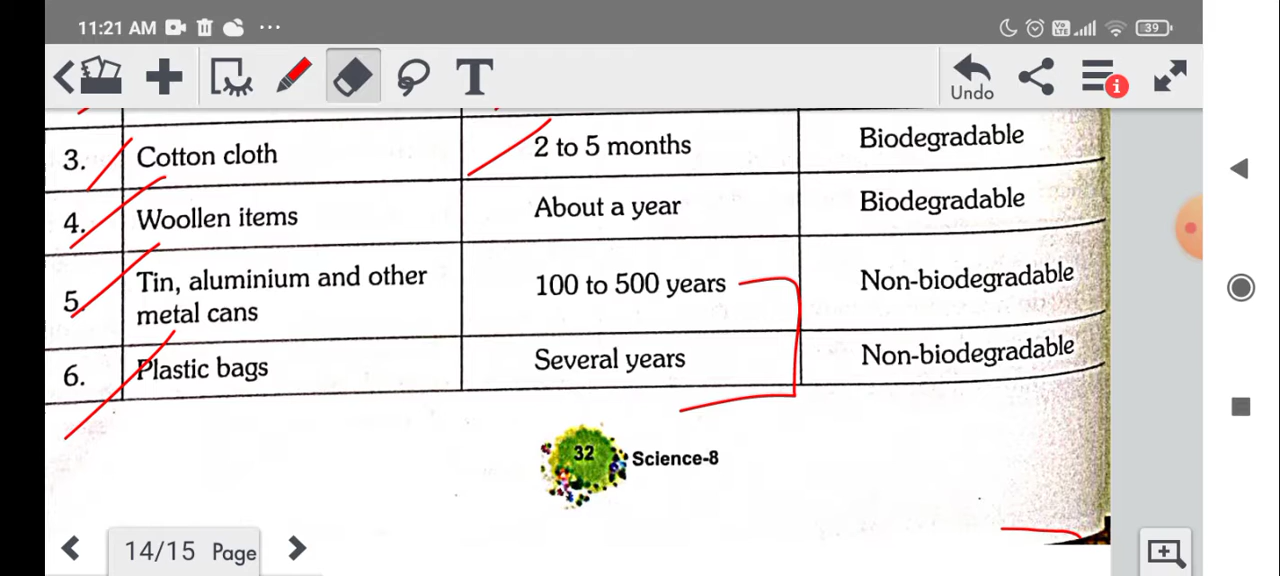 11:21 AM ...
39
Undo
3. Cotton cloth 2 to 5 months Biodegradable
4. Woollen items About a year Biodegradable
5. Tin, aluminium and other metal cans 100 to 500 years Non-biodegradable
6. Plastic bags Several years Non-biodegradable
32 Science-8
14/15 Page